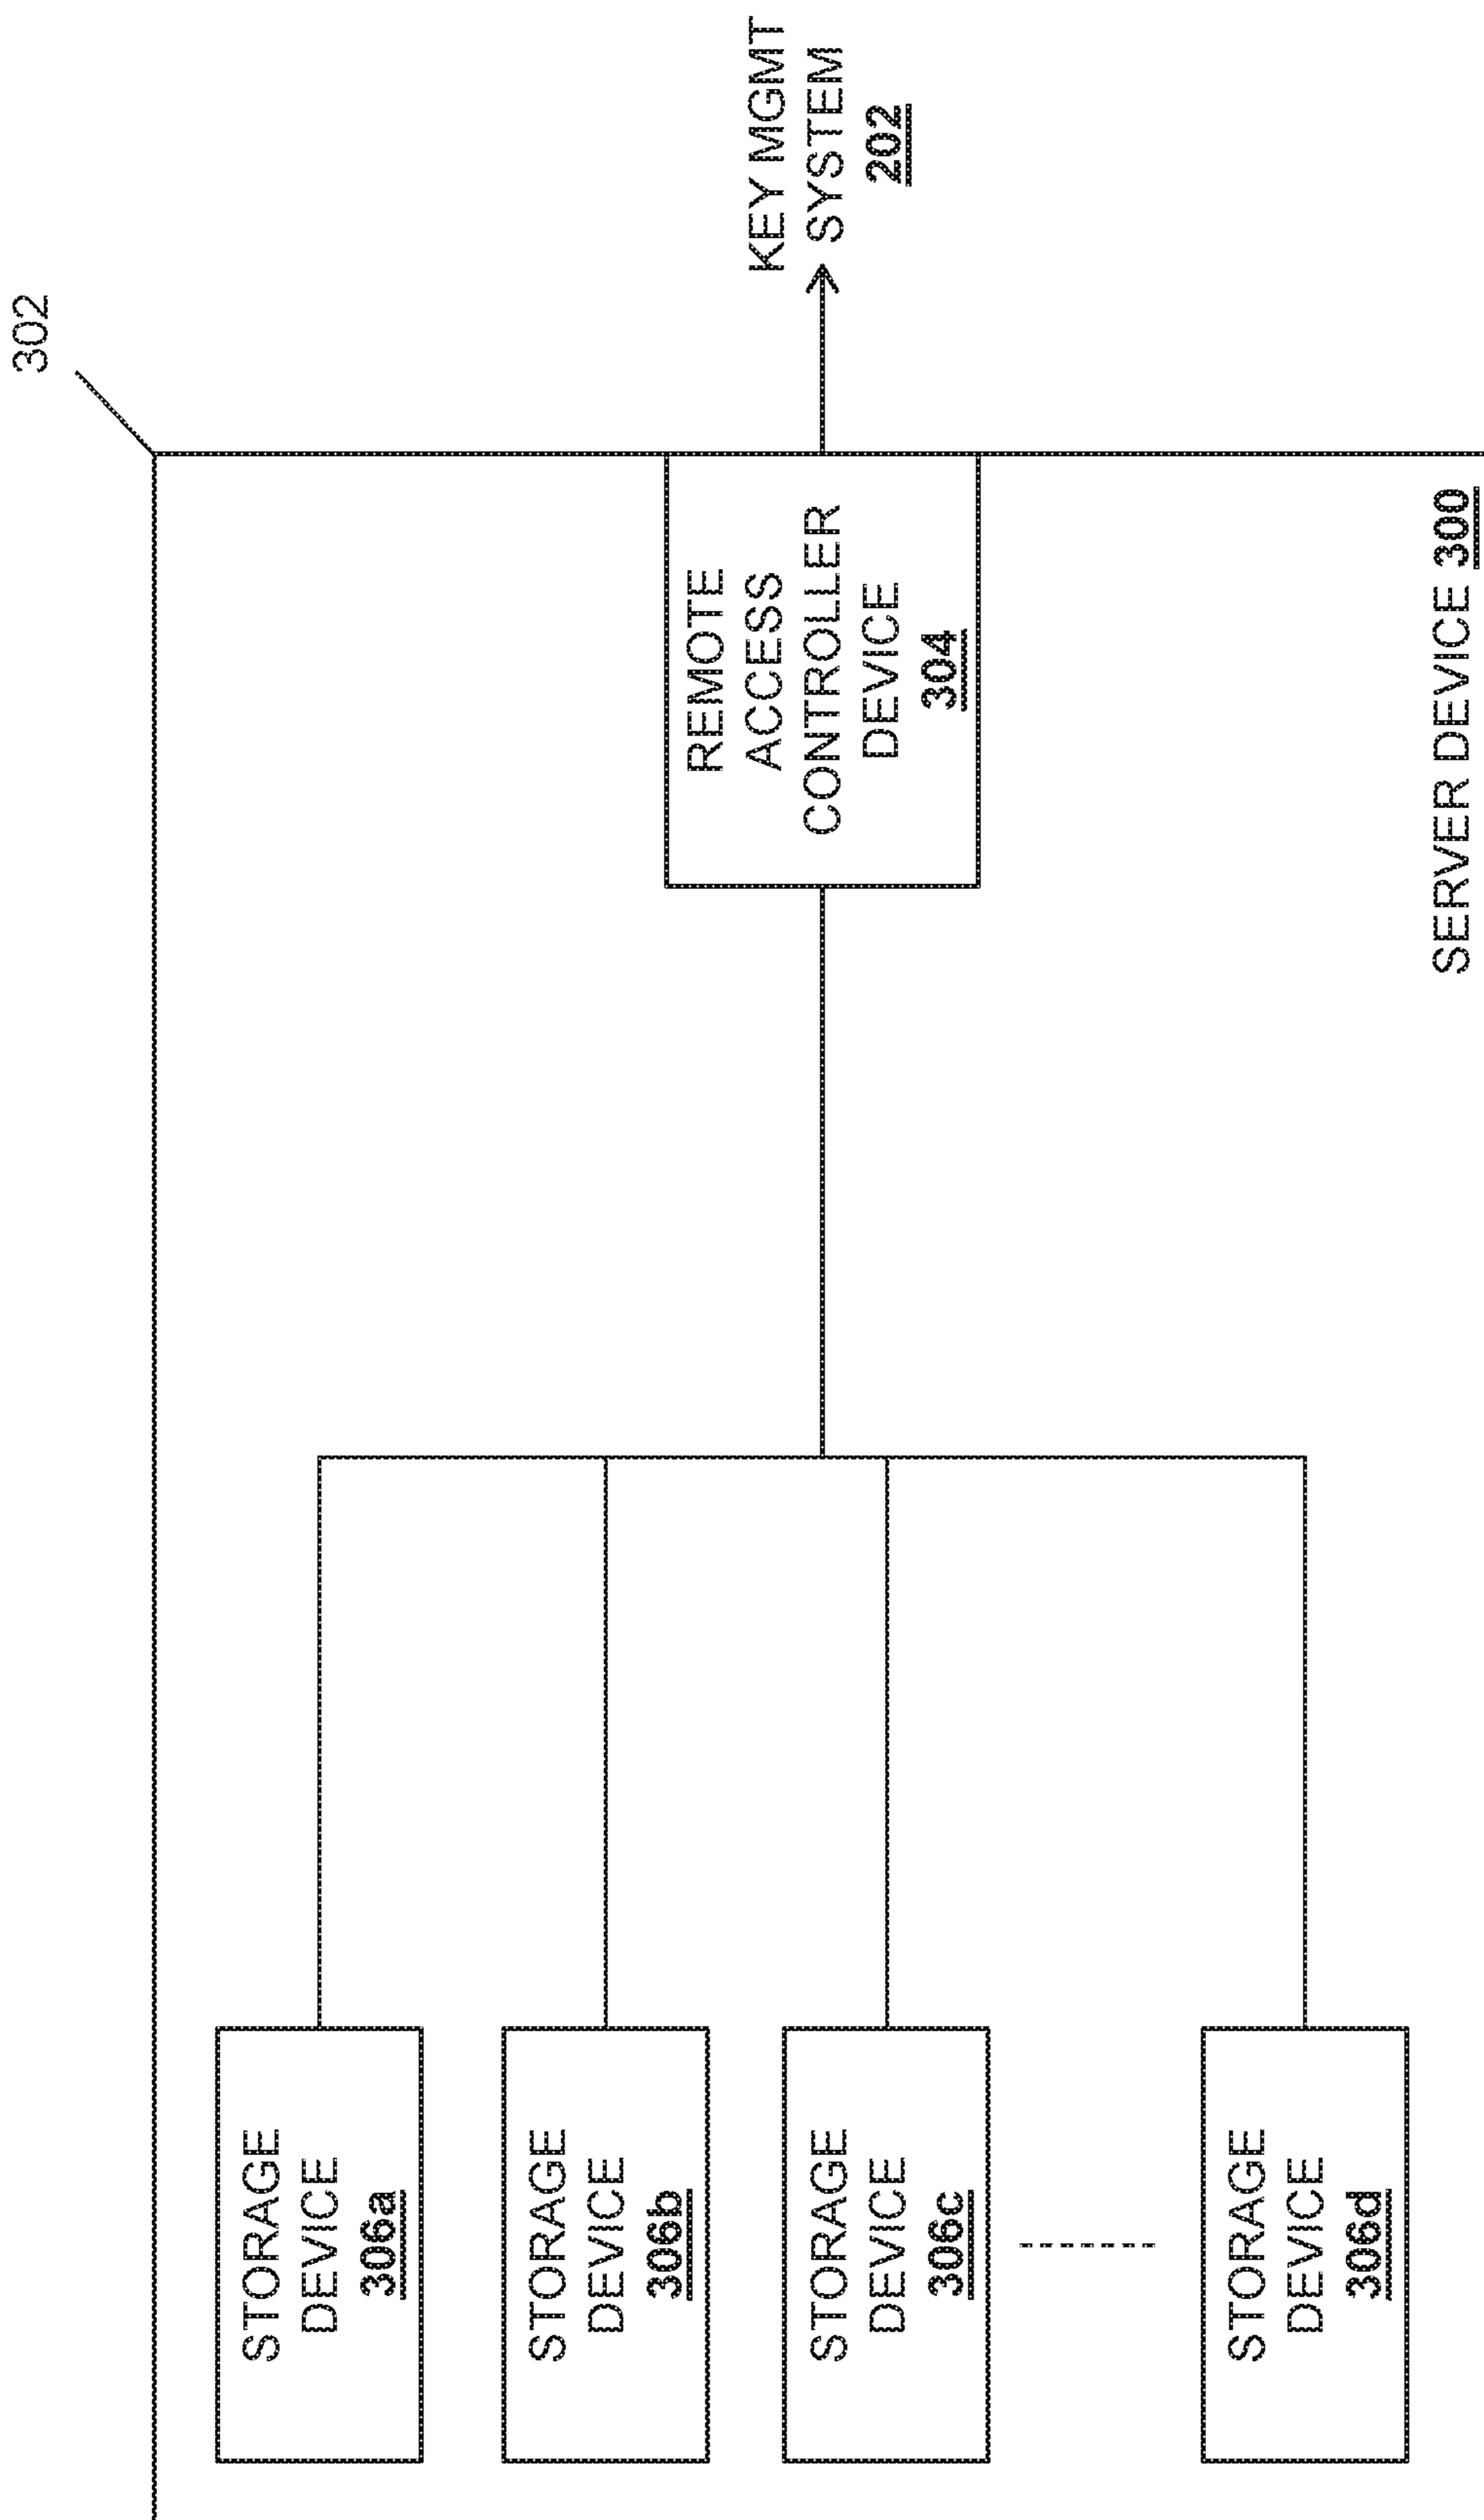 302
KEY MGMT
SYSTEM
202
REMOTE
ACCESS
CONTROLLER
DEVICE
304
STORAGE
DEVICE
306a
STORAGE
DEVICE
306b
STORAGE
DEVICE
306c
STORAGE
DEVICE
306d
SERVER DEVICE 300